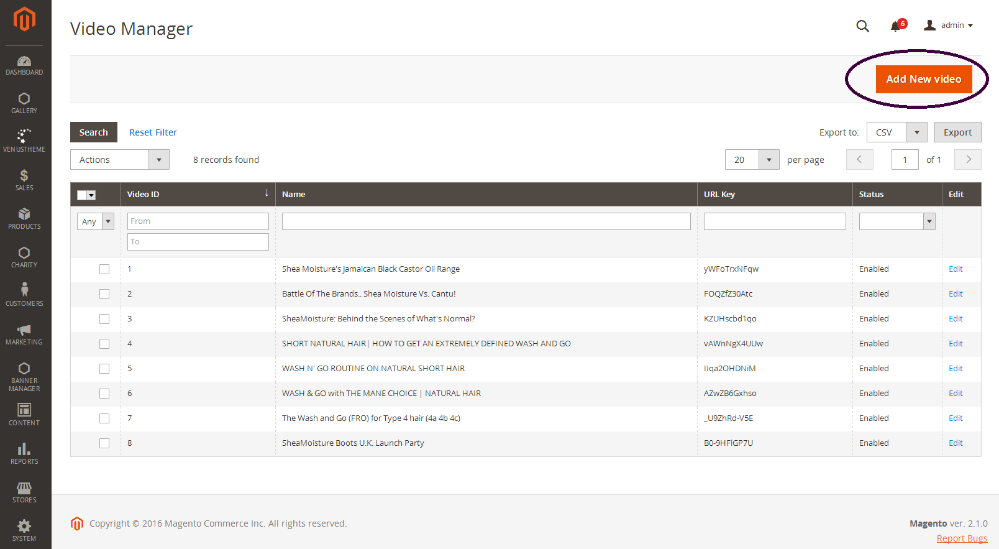 Video Manager
6
admin
Add New video
DASHBOARD
GALLERY
VENUSTHEME
SALES
PRODUCTS
CHARITY
CUSTOMERS
MARKETING
BANNER
MANAGER
CONTENT
REPORTS
STORES
SYSTEM
Search Reset Filter Export to: CSV Export
Actions 8 records found 20 per page 1 of 1
Video ID ↓ Name URL Key Status Edit
Any From
To
1 Shea Moisture's Jamaican Black Castor Oil Range yWFoTrxNFqw Enabled Edit
2 Battle Of The Brands.. Shea Moisture Vs. Cantu! FOQZfZ30Atc Enabled Edit
3 SheaMoisture: Behind the Scenes of What's Normal? KZUHscbd1qo Enabled Edit
4 SHORT NATURAL HAIR| HOW TO GET AN EXTREMELY DEFINED WASH AND GO vAWnNgX4UUw Enabled Edit
5 WASH N' GO ROUTINE ON NATURAL SHORT HAIR IIqa2OHDNiM Enabled Edit
6 WASH & GO with THE MANE CHOICE | NATURAL HAIR AZwZB6Gxhso Enabled Edit
7 The Wash and Go (FRO) for Type 4 hair (4a 4b 4c) _U9ZhRd-V5E Enabled Edit
8 SheaMoisture Boots U.K. Launch Party B0-9HFlGP7U Enabled Edit
Copyright © 2016 Magento Commerce Inc. All rights reserved.
Magento ver. 2.1.0
Report Bugs